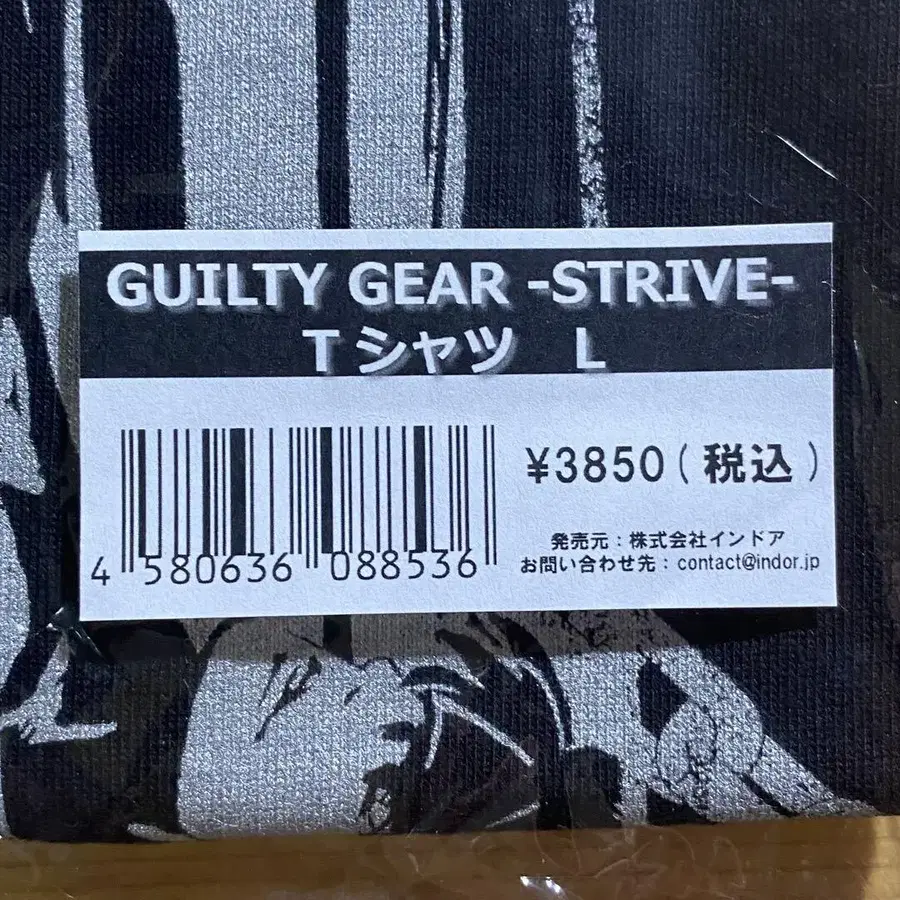 GUILTY GEAR -STRIVE-
Tシャツ L
¥3850(税込)
発売元：株式会社インドア
お問い合わせ先：contact@indor.jp
4 580636 088536